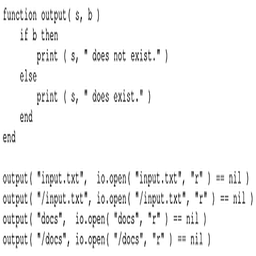 function output( s, b )
    if b then
        print ( s, " does not exist." )
    else
        print ( s, " does exist." )
    end
end

output( "input.txt",  io.open( "input.txt", "r" ) == nil )
output( "/input.txt", io.open( "/input.txt", "r" ) == nil )
output( "docs",  io.open( "docs", "r" ) == nil )
output( "/docs", io.open( "/docs", "r" ) == nil )